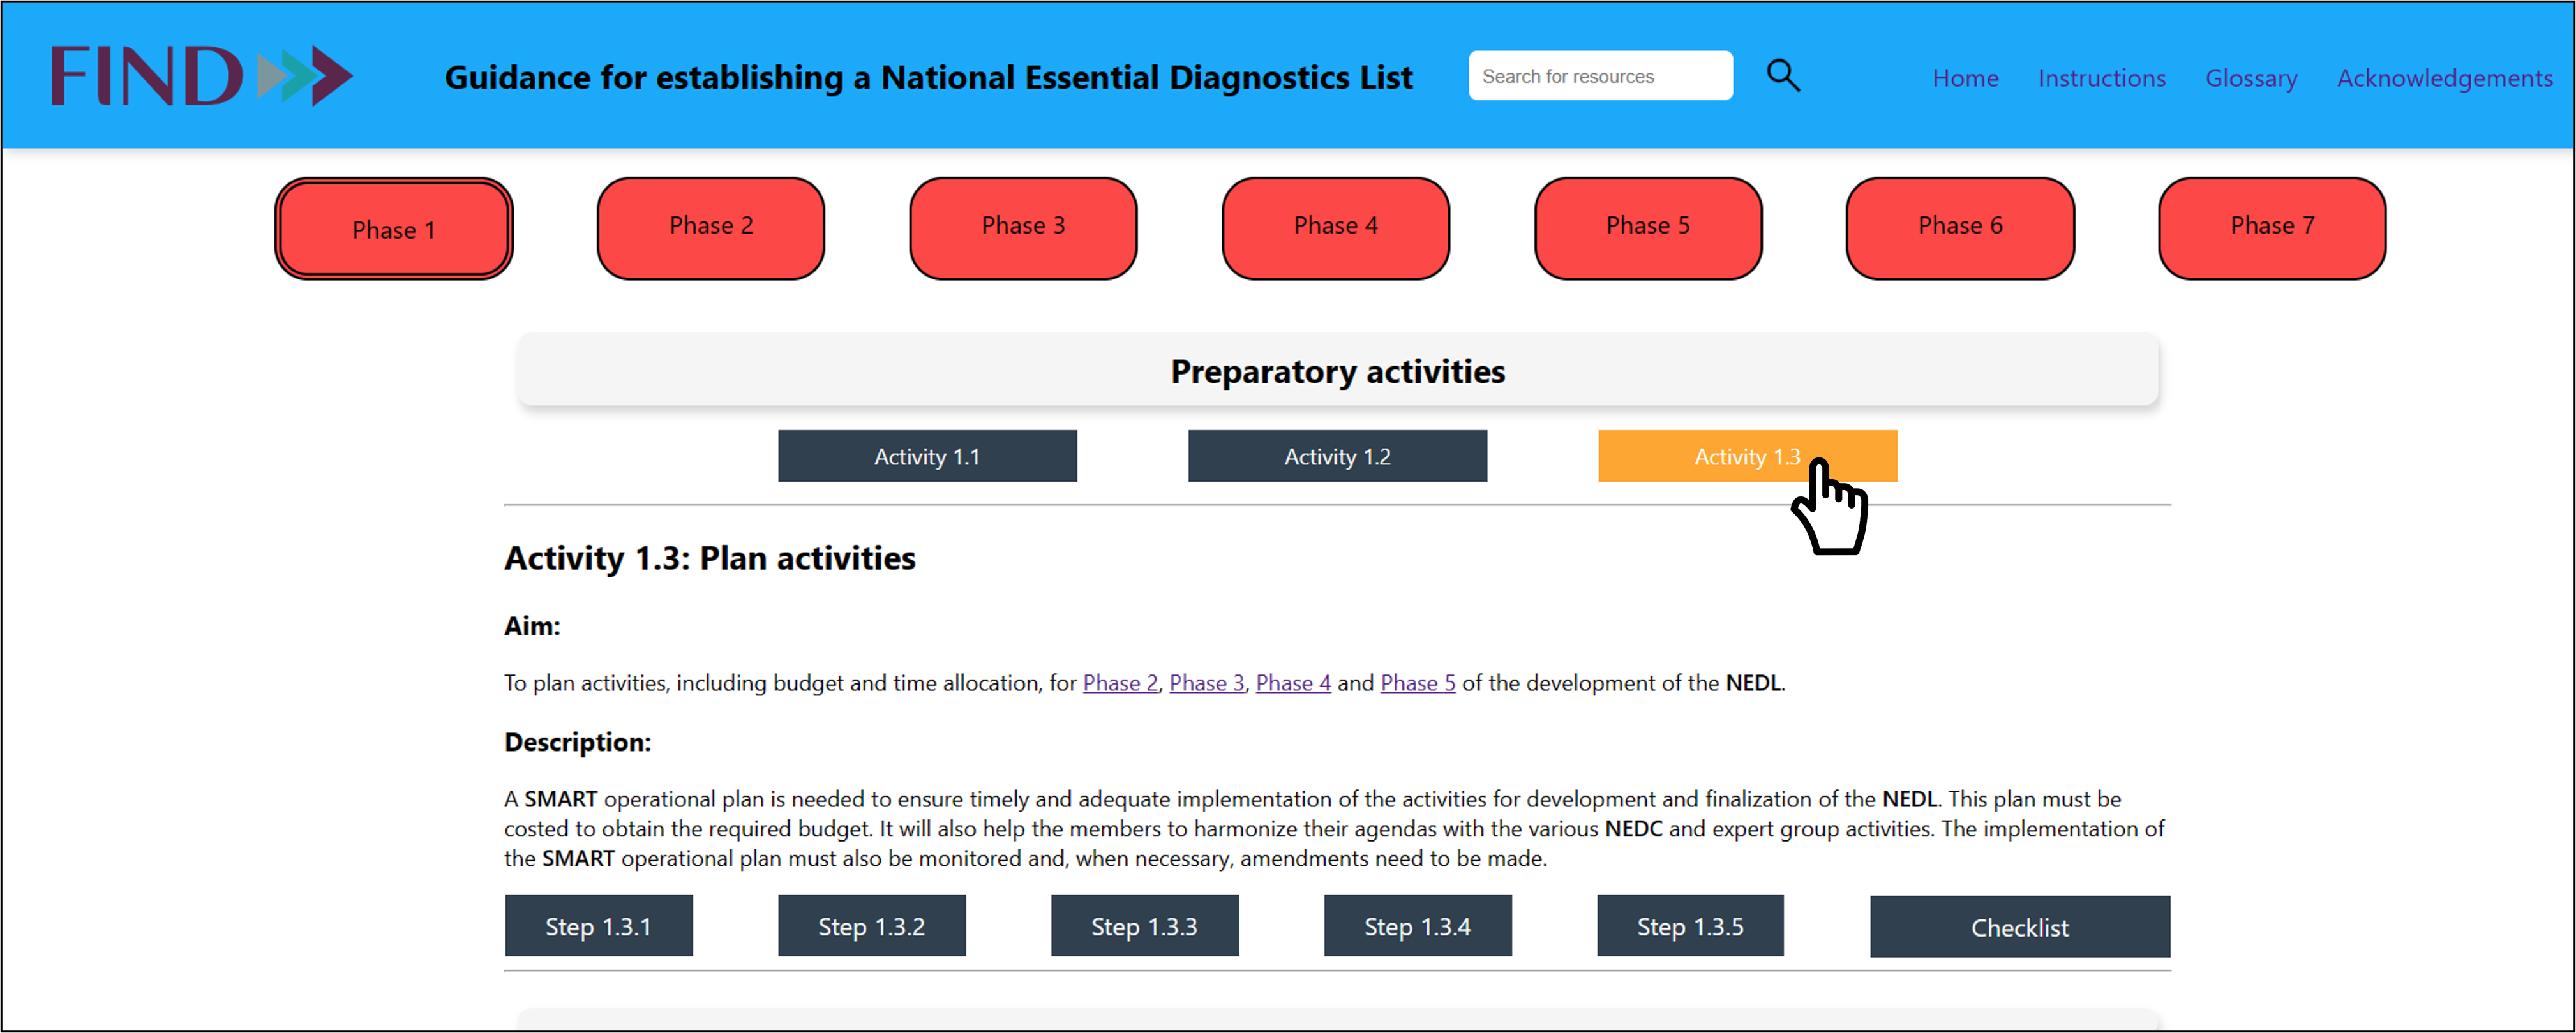 FIND
Guidance for establishing a National Essential Diagnostics List
Search for resources
Home Instructions Glossary Acknowledgements
Phase 1 Phase 2 Phase 3 Phase 4 Phase 5 Phase 6 Phase 7
Preparatory activities
Activity 1.1 Activity 1.2 Activity 1.3
Activity 1.3: Plan activities
Aim:
To plan activities, including budget and time allocation, for Phase 2, Phase 3, Phase 4 and Phase 5 of the development of the NEDL.
Description:
A SMART operational plan is needed to ensure timely and adequate implementation of the activities for development and finalization of the NEDL. This plan must be
costed to obtain the required budget. It will also help the members to harmonize their agendas with the various NEDC and expert group activities. The implementation of
the SMART operational plan must also be monitored and, when necessary, amendments need to be made.
Step 1.3.1 Step 1.3.2 Step 1.3.3 Step 1.3.4 Step 1.3.5 Checklist